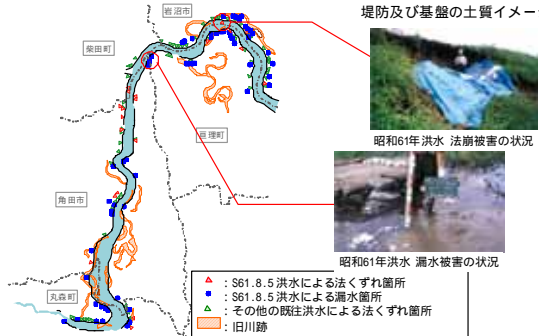 岩沼市
堤防及び基盤の土質イメー
柴田町
昭和61年洪水 法崩被害の状況
亘理町
角田市
昭和61年洪水 漏水被害の状況
丸森町
: S61.8.5洪水による法くずれ箇所
: S61.8.5洪水による漏水箇所
: その他の既往洪水による法くずれ箇所
: 旧川跡